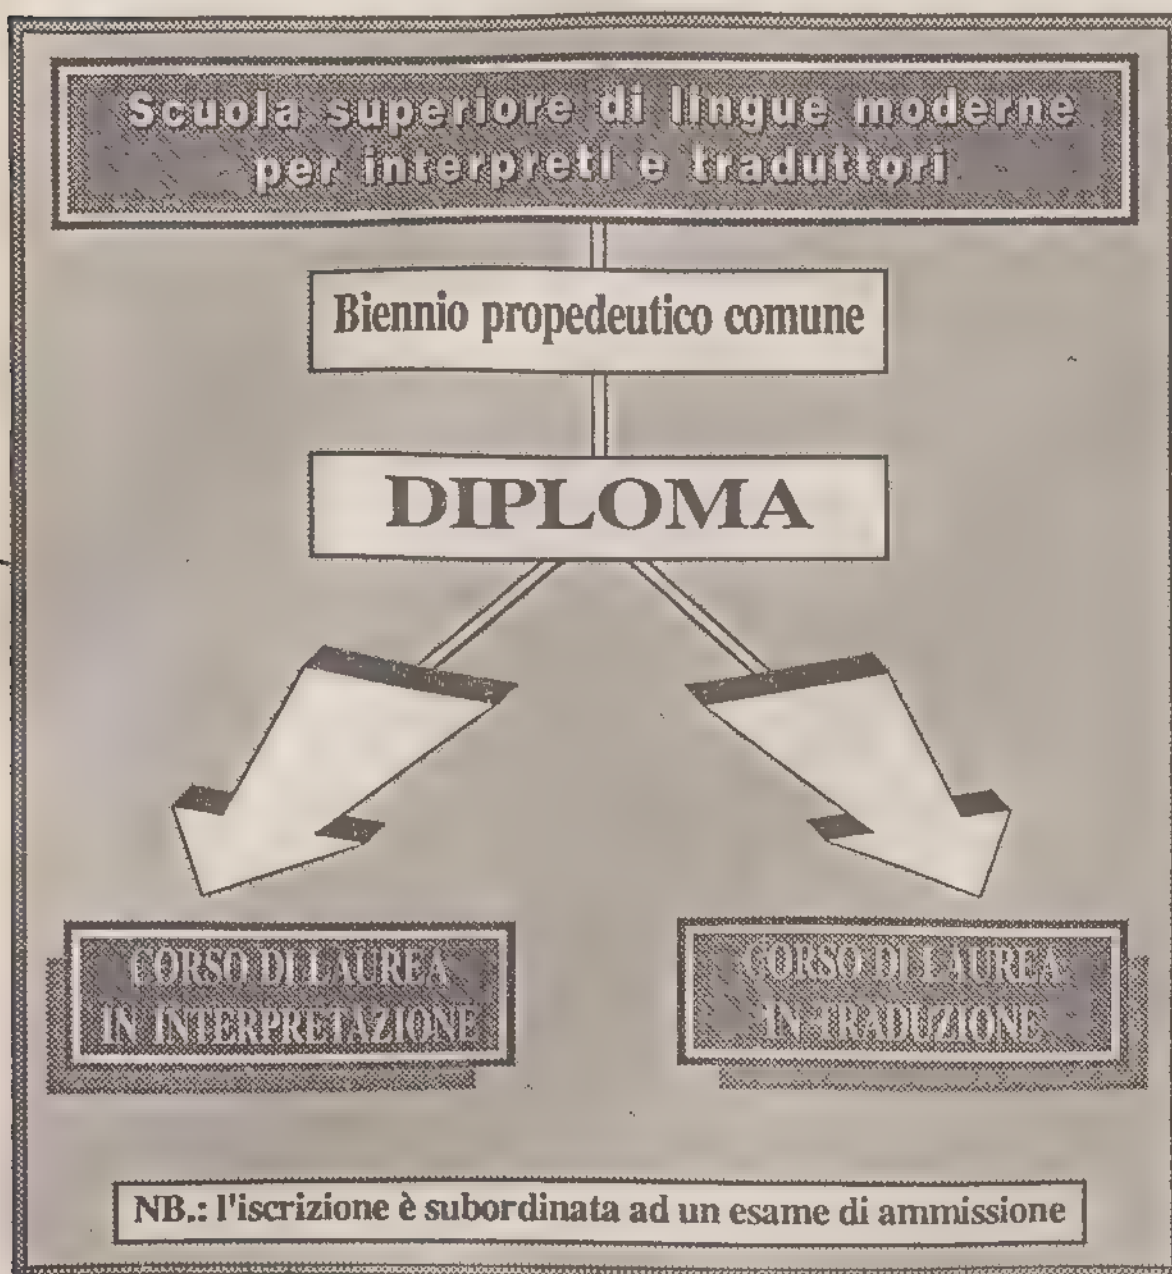 Scuola superiore di lingue moderne
per interpreti e traduttori
Biennio propedeutico comune
DIPLOMA
CORSO DI LAUREA
IN INTERPRETAZIONE
CORSO DI LAUREA
IN TRADUZIONE
NB.: l'iscrizione è subordinata ad un esame di ammissione